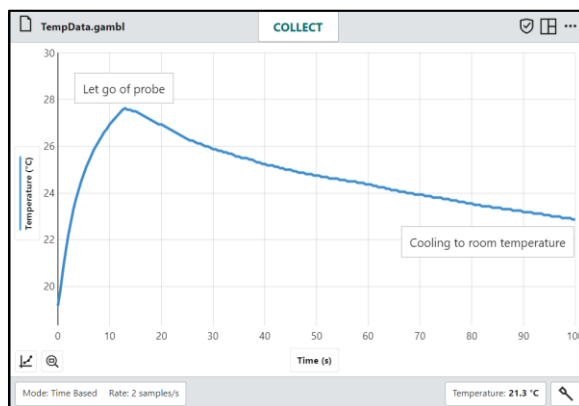 TempData.gambl
COLLECT
30
28
26
24
22
20
Temperature (°C)
Let go of probe
Cooling to room temperature
0 10 20 30 40 50 60 70 80 90 100
Time (s)
Mode: Time Based Rate: 2 samples/s
Temperature: 21.3 °C